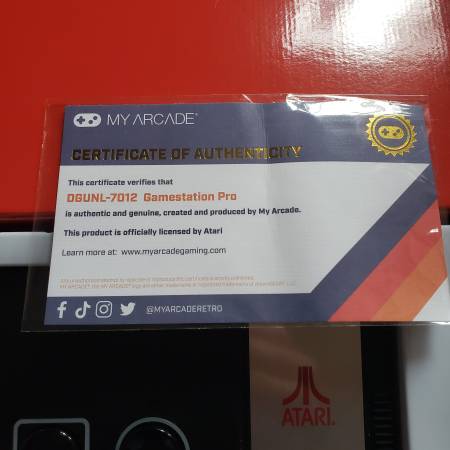 MY ARCADE®
CERTIFICATE OF AUTHENTICITY
This certificate verifies that
DGUNL-7012 Gamestation Pro
is authentic and genuine, created and produced by My Arcade.
This product is officially licensed by Atari
Learn more at: www.myarcadegaming.com
@MYARCADERETRO
ATARI®